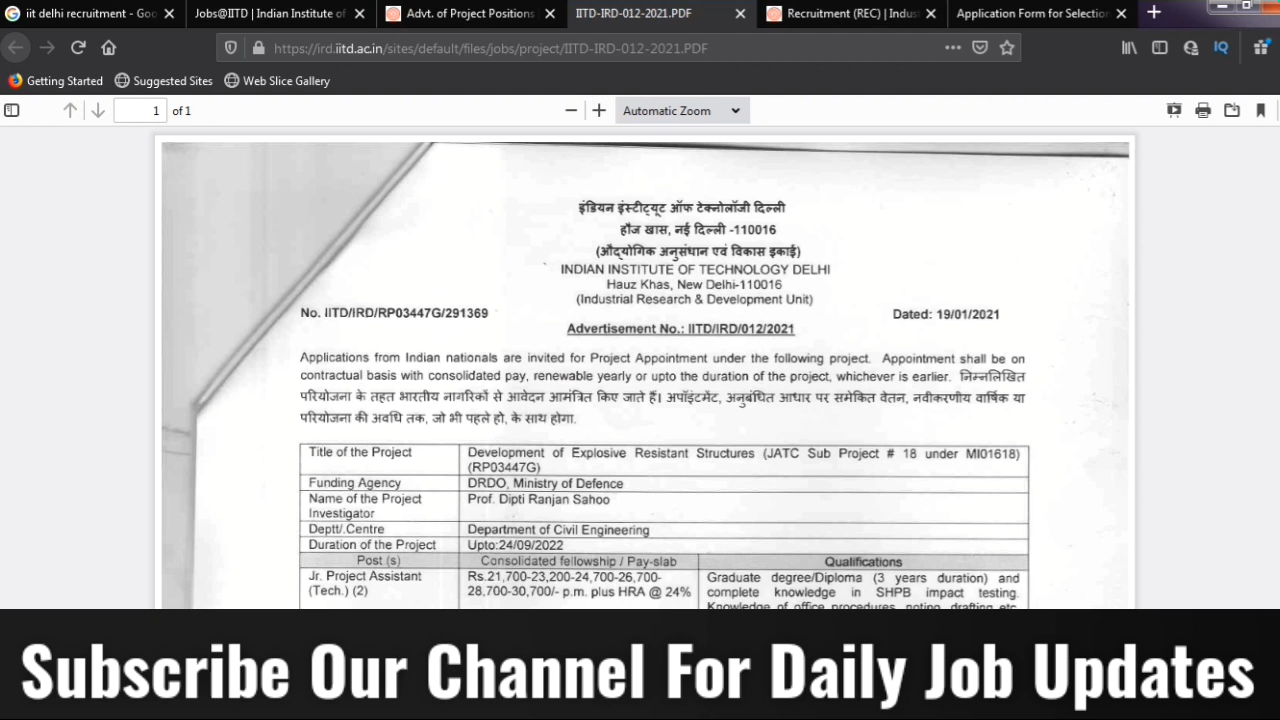 iit delhi recruitment - Goo
Jobs@IITD | Indian Institute of
Advt. of Project Positions |
IITD-IRD-012-2021.PDF
Recruitment (REC) | Indust
Application Form for Selection
https://ird.iitd.ac.in/sites/default/files/jobs/project/IITD-IRD-012-2021.PDF
IQ
Getting Started
Suggested Sites
Web Slice Gallery
1 of 1
Automatic Zoom
इंडियन इंस्टीट्यूट ऑफ टेक्नोलॉजी दिल्ली
हौज खास, नई दिल्ली -110016
(औद्योगिक अनुसंधान एवं विकास इकाई)
INDIAN INSTITUTE OF TECHNOLOGY DELHI
Hauz Khas, New Delhi-110016
(Industrial Research & Development Unit)
No. IITD/IRD/RP03447G/291369
Dated: 19/01/2021
Advertisement No.: IITD/IRD/012/2021
Applications from Indian nationals are invited for Project Appointment under the following project. Appointment shall be on
contractual basis with consolidated pay, renewable yearly or upto the duration of the project, whichever is earlier. निम्नलिखित
परियोजना के तहत भारतीय नागरिकों से आवेदन आमंत्रित किए जाते हैं। अपॉइंटमेंट, अनुबंधित आधार पर समेकित वेतन, नवीकरणीय वार्षिक या
परियोजना की अवधि तक, जो भी पहले हो, के साथ होगा.
Title of the Project
Development of Explosive Resistant Structures (JATC Sub Project # 18 under MI01618)
(RP03447G)
Funding Agency
DRDO, Ministry of Defence
Name of the Project
Investigator
Prof. Dipti Ranjan Sahoo
Deptt/.Centre
Department of Civil Engineering
Duration of the Project
Upto:24/09/2022
Post (s)
Consolidated fellowship / Pay-slab
Qualifications
Jr. Project Assistant
(Tech.) (2)
Rs.21,700-23,200-24,700-26,700-
28,700-30,700/- p.m. plus HRA @ 24%
Graduate degree/Diploma (3 years duration) and
complete knowledge in SHPB impact testing.
Knowledge of office procedures, noting, drafting etc.
Subscribe Our Channel For Daily Job Updates